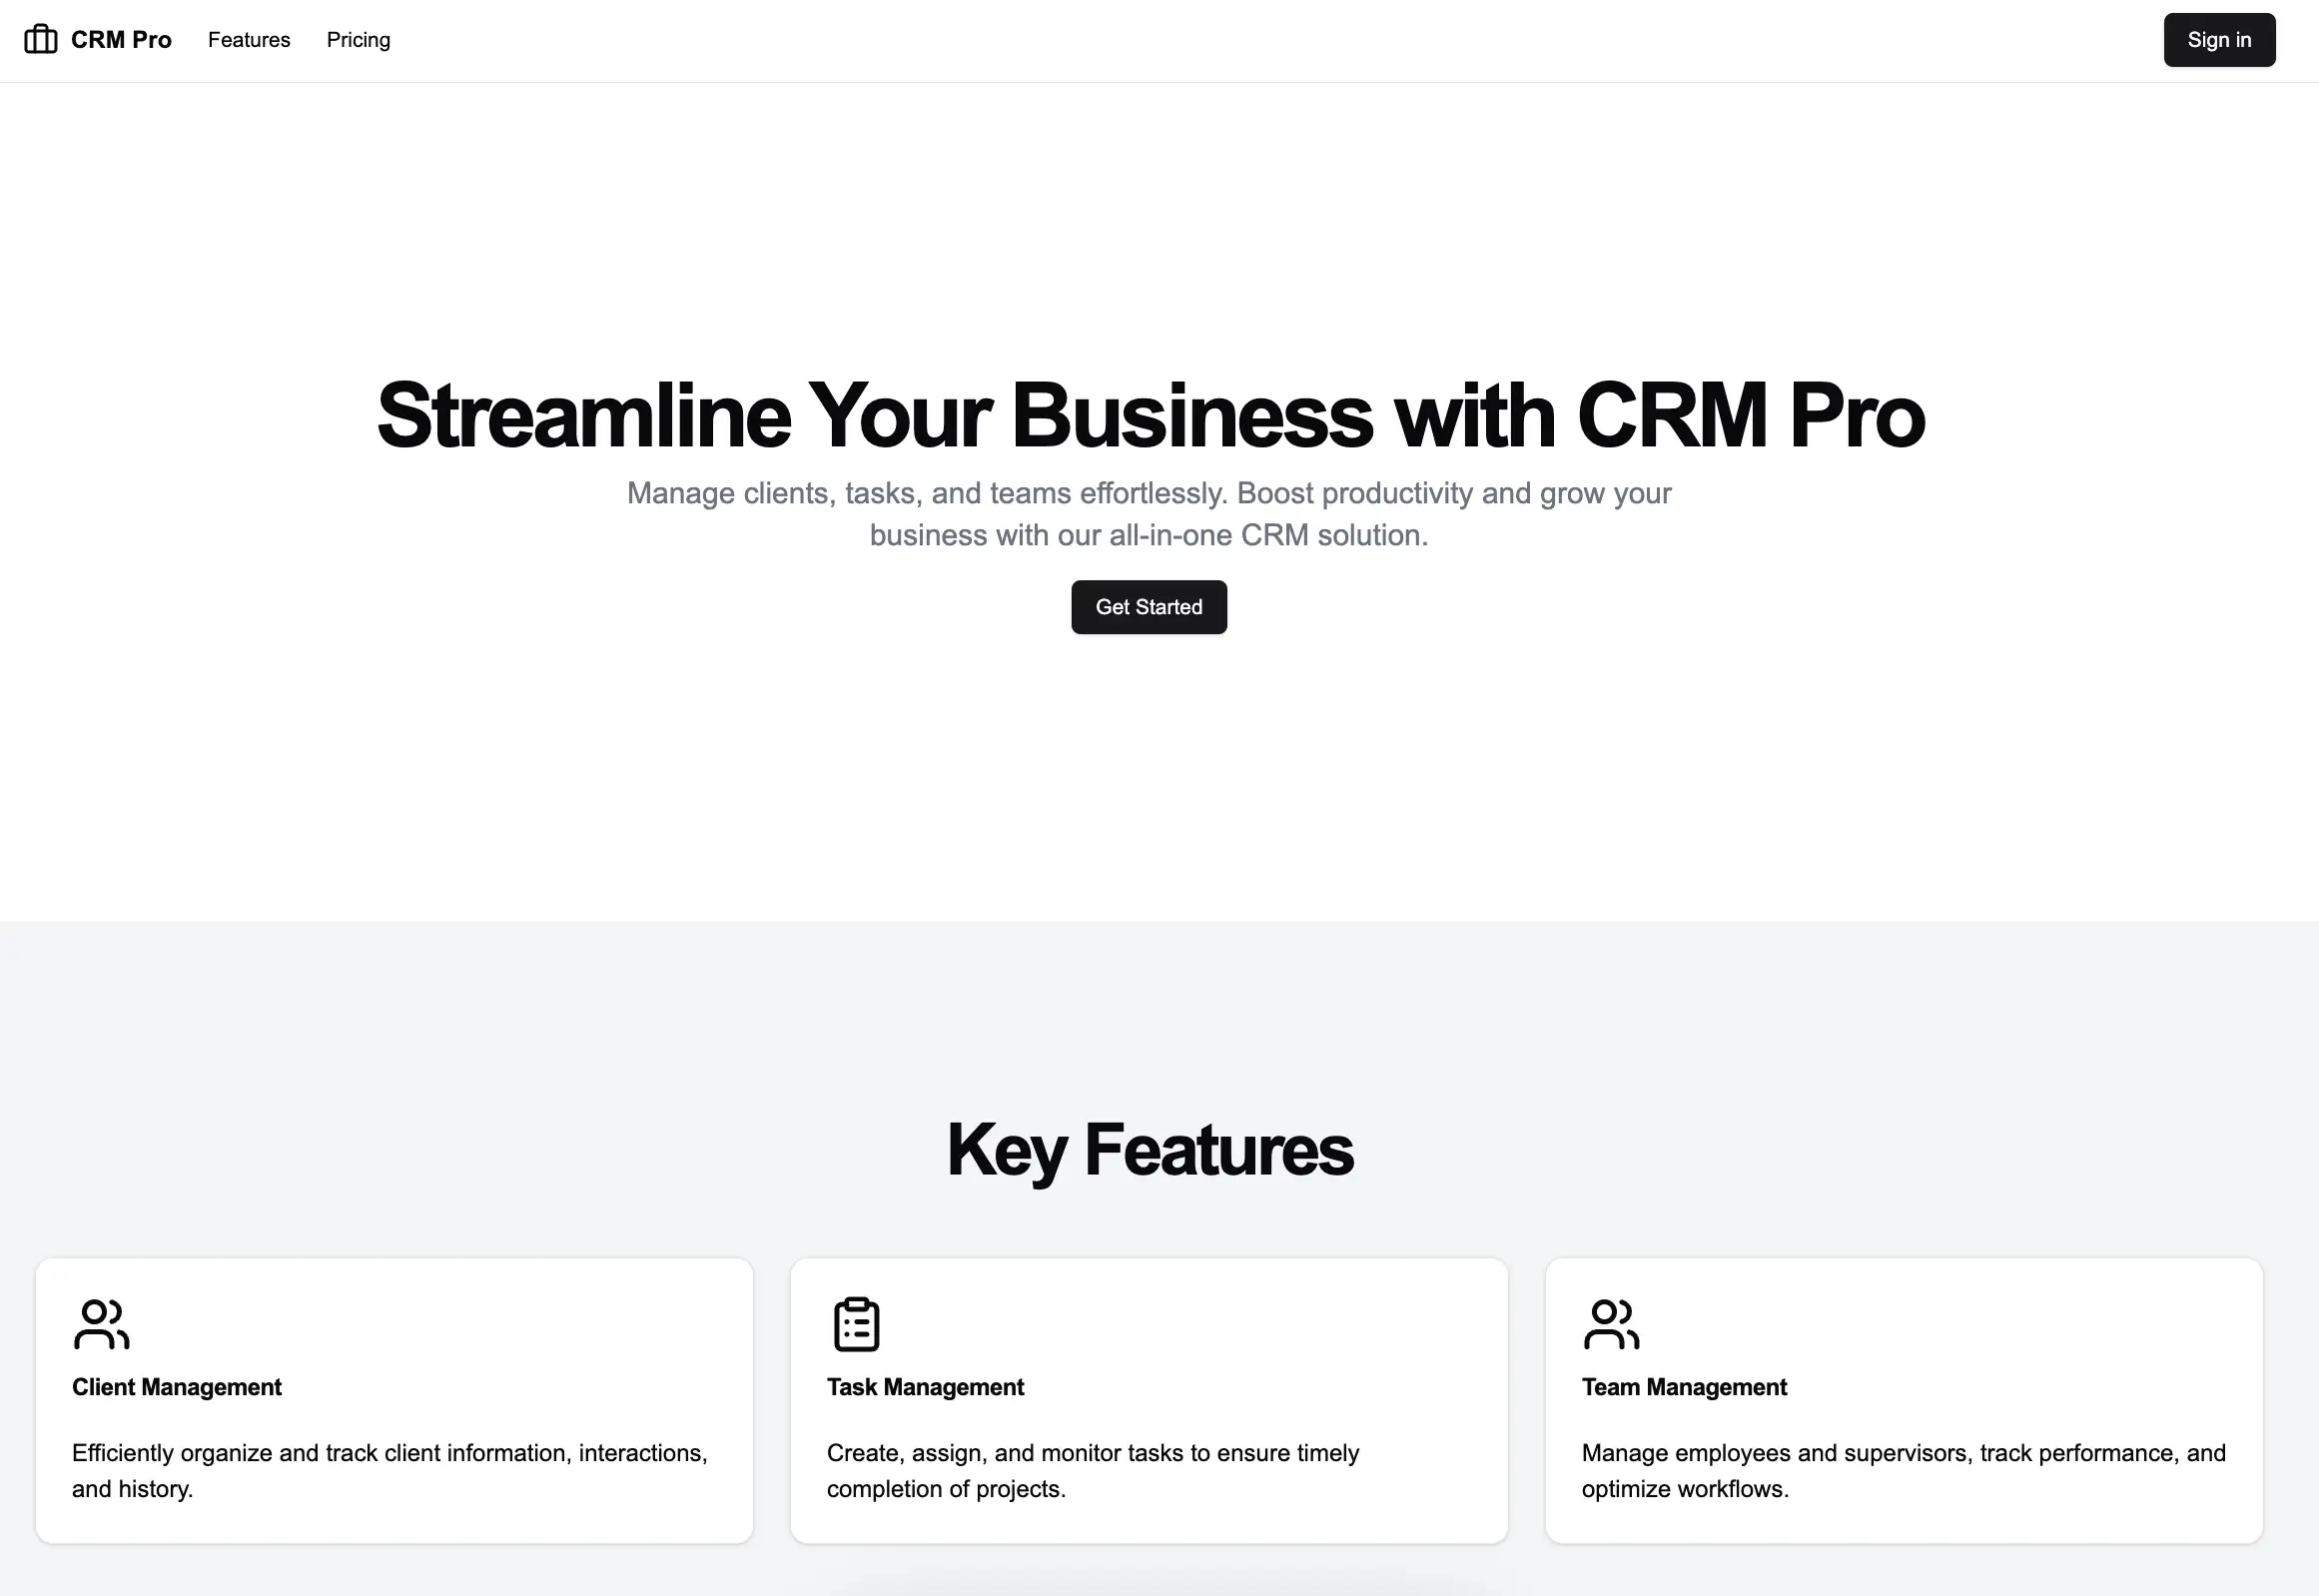 CRM Pro
Features
Pricing
Sign in
Streamline Your Business with CRM Pro
Manage clients, tasks, and teams effortlessly. Boost productivity and grow your
business with our all-in-one CRM solution.
Get Started
Key Features
Client Management
Efficiently organize and track client information, interactions,
and history.
Task Management
Create, assign, and monitor tasks to ensure timely
completion of projects.
Team Management
Manage employees and supervisors, track performance, and
optimize workflows.